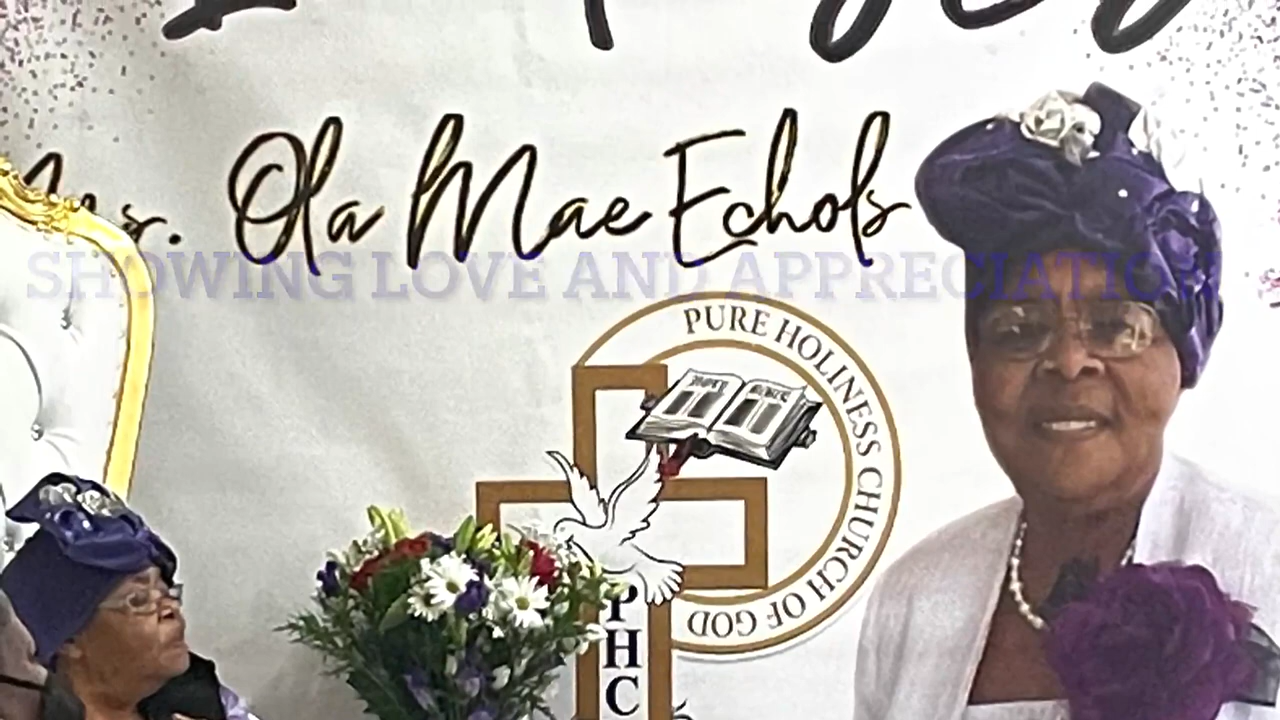 Ola Mae Echols
SHOWING LOVE AND APPRECIATION
PURE HOLINESS CHURCH OF GOD
PHC